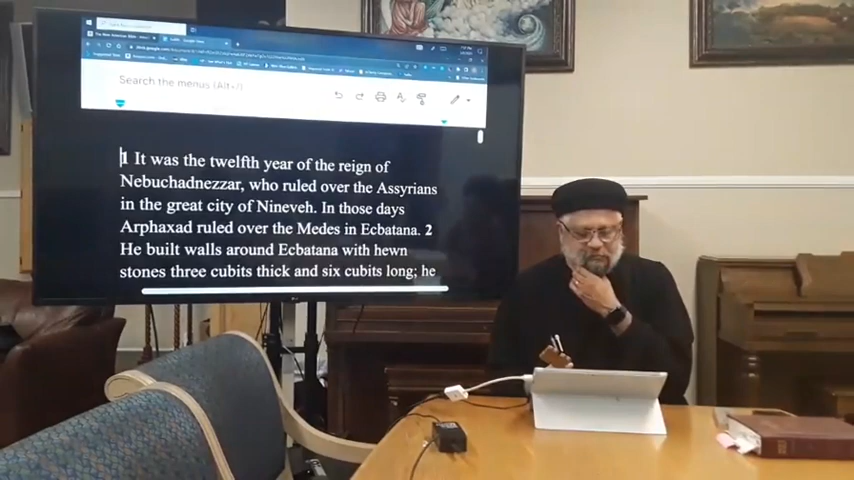 Search the menus (Alt+/)
1 It was the twelfth year of the reign of
Nebuchadnezzar, who ruled over the Assyrians
in the great city of Nineveh. In those days
Arphaxad ruled over the Medes in Ecbatana. 2
He built walls around Ecbatana with hewn
stones three cubits thick and six cubits long; he